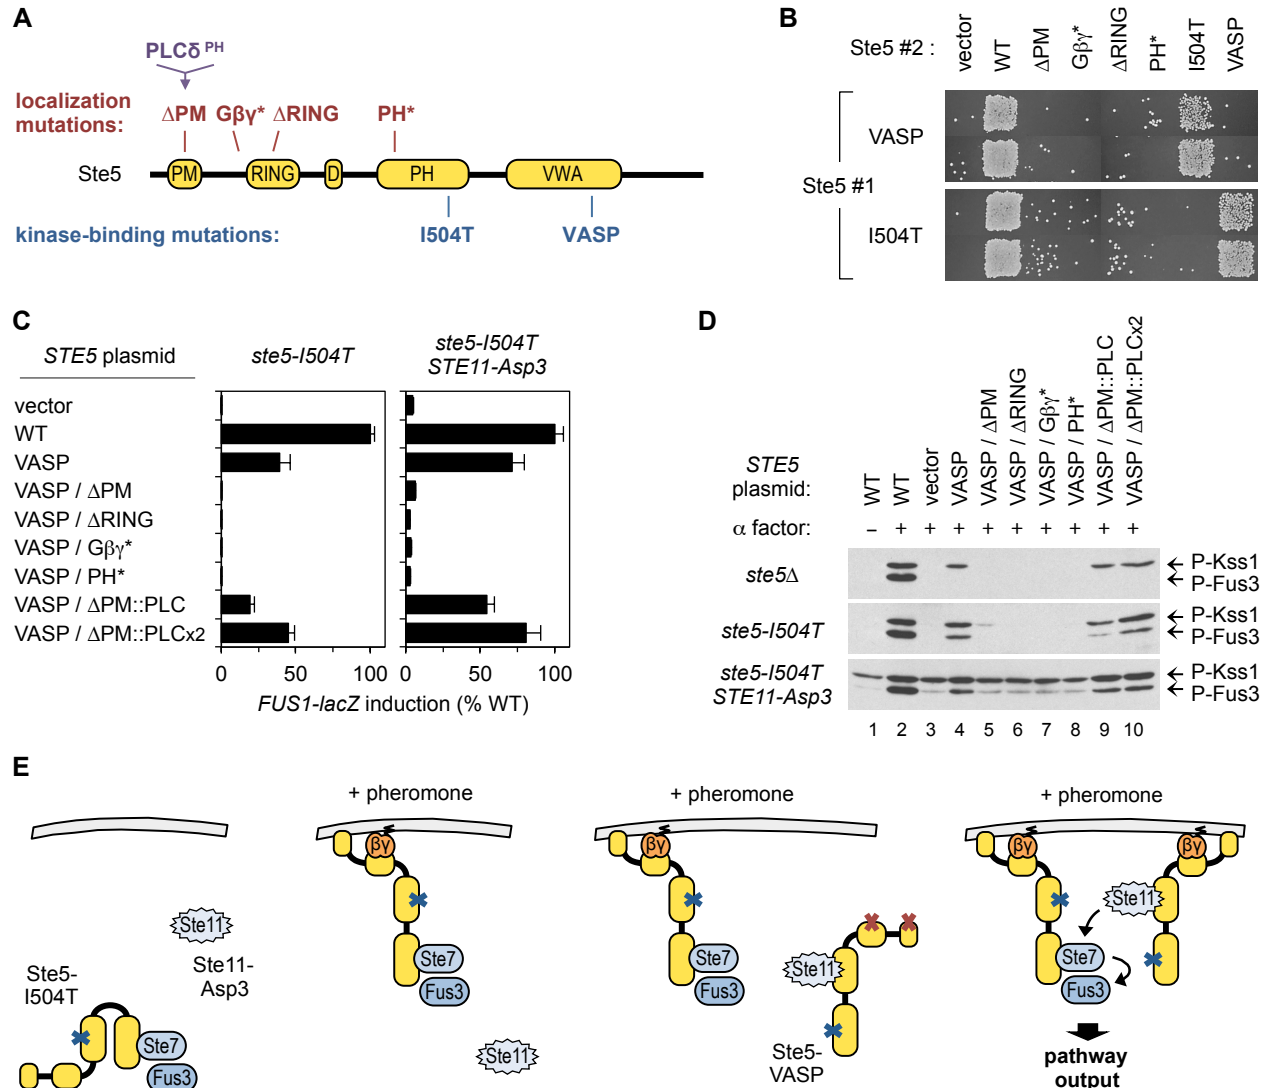 A
PLCδ PH
localization
mutations:
ΔPM Gβγ* ΔRING PH*
Ste5
PM RING D PH VWA
kinase-binding mutations: I504T VASP
B
Ste5 #2 : vector WT ΔPM Gβγ* ΔRING PH* I504T VASP
Ste5 #1
VASP
I504T
C
STE5 plasmid
ste5-I504T
ste5-I504T
STE11-Asp3
vector
WT
VASP
VASP / ΔPM
VASP / ΔRING
VASP / Gβγ*
VASP / PH*
VASP / ΔPM::PLC
VASP / ΔPM::PLCx2
0 50 100 0 50 100
FUS1-lacZ induction (% WT)
D
STE5
plasmid:
WT WT vector VASP VASP / ΔPM VASP / ΔRING VASP / Gβγ* VASP / PH* VASP / ΔPM::PLC VASP / ΔPM::PLCx2
α factor: – + + + + + + + + +
ste5Δ
P-Kss1
P-Fus3
ste5-I504T
P-Kss1
P-Fus3
ste5-I504T
STE11-Asp3
P-Kss1
P-Fus3
1 2 3 4 5 6 7 8 9 10
E
Ste11
Ste11-
Asp3
Ste5-
I504T
Ste7
Fus3
+ pheromone
βγ
Ste7
Fus3
Ste11
+ pheromone
βγ
Ste7
Fus3
Ste11
Ste5-
VASP
+ pheromone
βγ βγ
Ste11
Ste7
Fus3
pathway
output